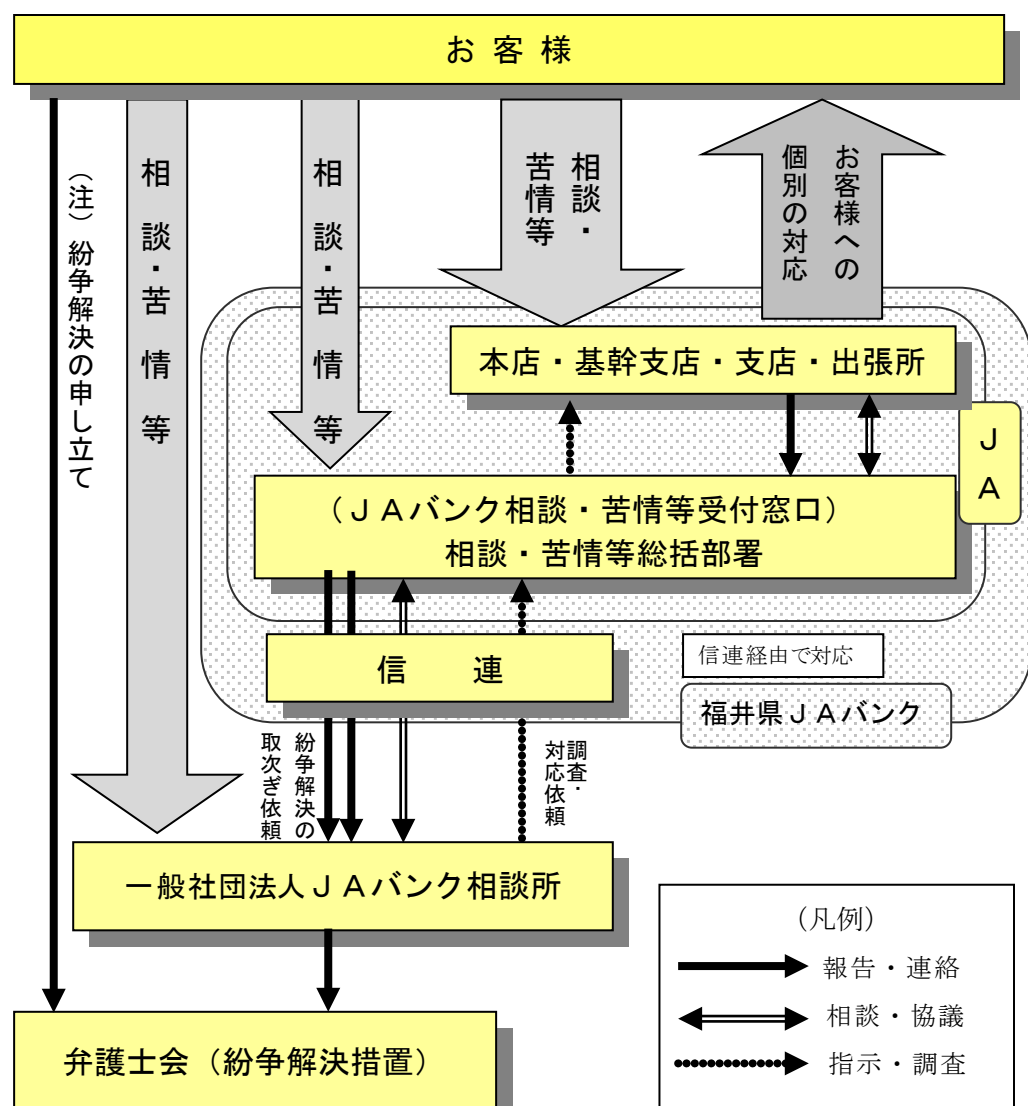 お 客 様
(注)紛争解決の申し立て
相 談・苦 情 等
相 談・苦 情 等
相談・
苦情等
お客様への
個別の対応
本店・基幹支店・支店・出張所
JA
(JAバンク相談・苦情等受付窓口)
相談・苦情等総括部署
信 連
信連経由で対応
福井県JAバンク
紛争解決の
取次ぎ依頼
調査・
対応依頼
一般社団法人JAバンク相談所
弁護士会(紛争解決措置)
(凡例)
報告・連絡
相談・協議
指示・調査